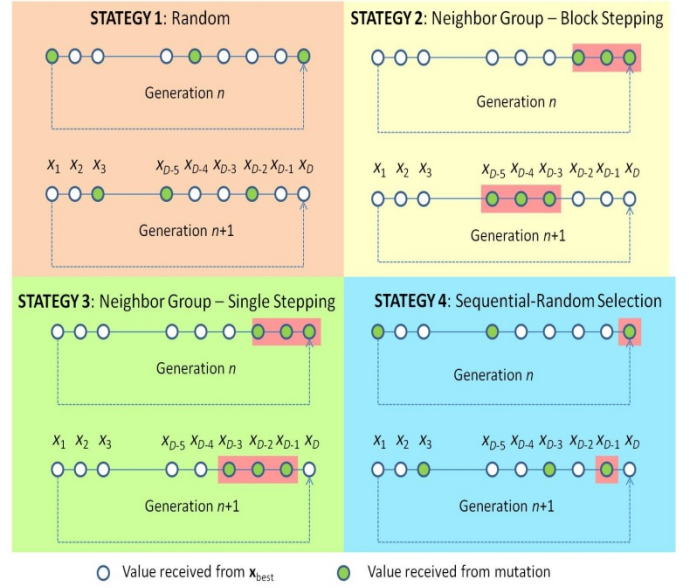 STATEGY 1: Random
Generation n
x1 x2 x3 xD-5 xD-4 xD-3 xD-2 xD-1 xD
Generation n+1
STATEGY 2: Neighbor Group – Block Stepping
Generation n
x1 x2 x3 xD-5 xD-4 xD-3 xD-2 xD-1 xD
Generation n+1
STATEGY 3: Neighbor Group – Single Stepping
Generation n
x1 x2 x3 xD-5 xD-4 xD-3 xD-2 xD-1 xD
Generation n+1
STATEGY 4: Sequential-Random Selection
Generation n
x1 x2 x3 xD-5 xD-4 xD-3 xD-2 xD-1 xD
Generation n+1
Value received from xbest
Value received from mutation